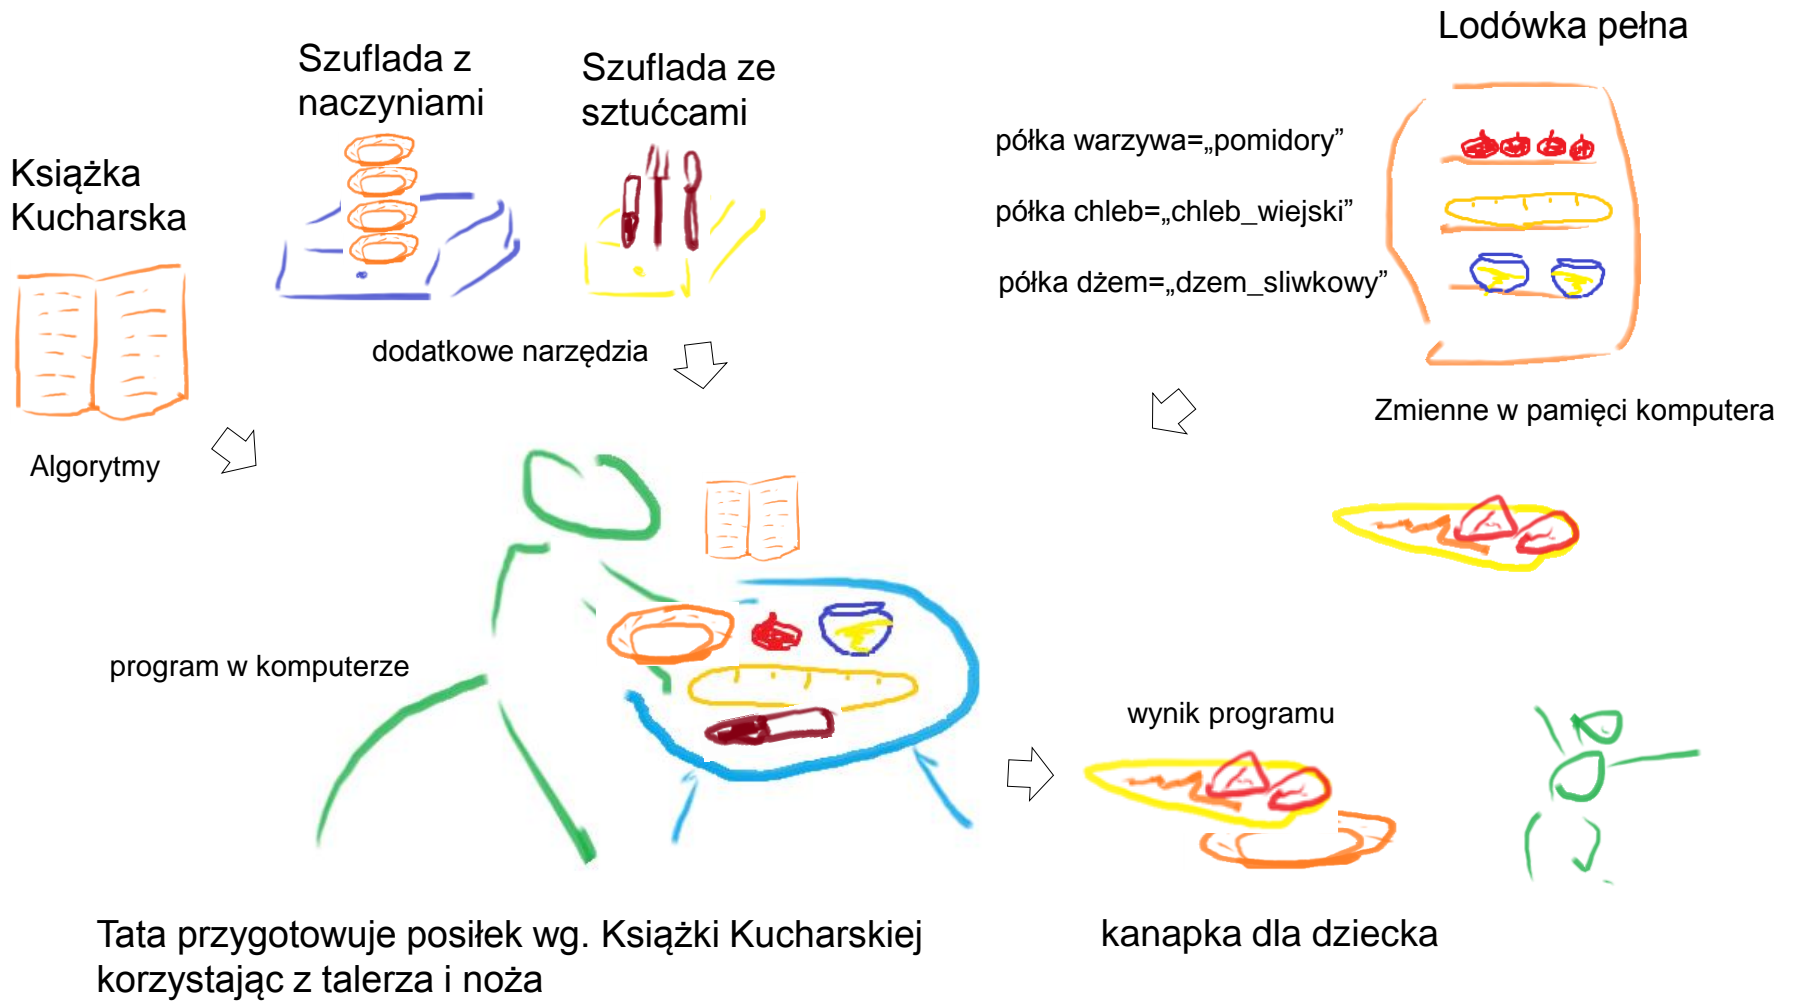 Lodówka pełna
Szuflada z
naczyniami
Szuflada ze
sztućcami
półka warzywa=„pomidory”
Książka
Kucharska
półka chleb=„chleb_wiejski”
półka dżem=„dzem_sliwkowy”
dodatkowe narzędzia
Zmienne w pamięci komputera
Algorytmy
program w komputerze
wynik programu
Tata przygotowuje posiłek wg. Książki Kucharskiej
korzystając z talerza i noża
kanapka dla dziecka